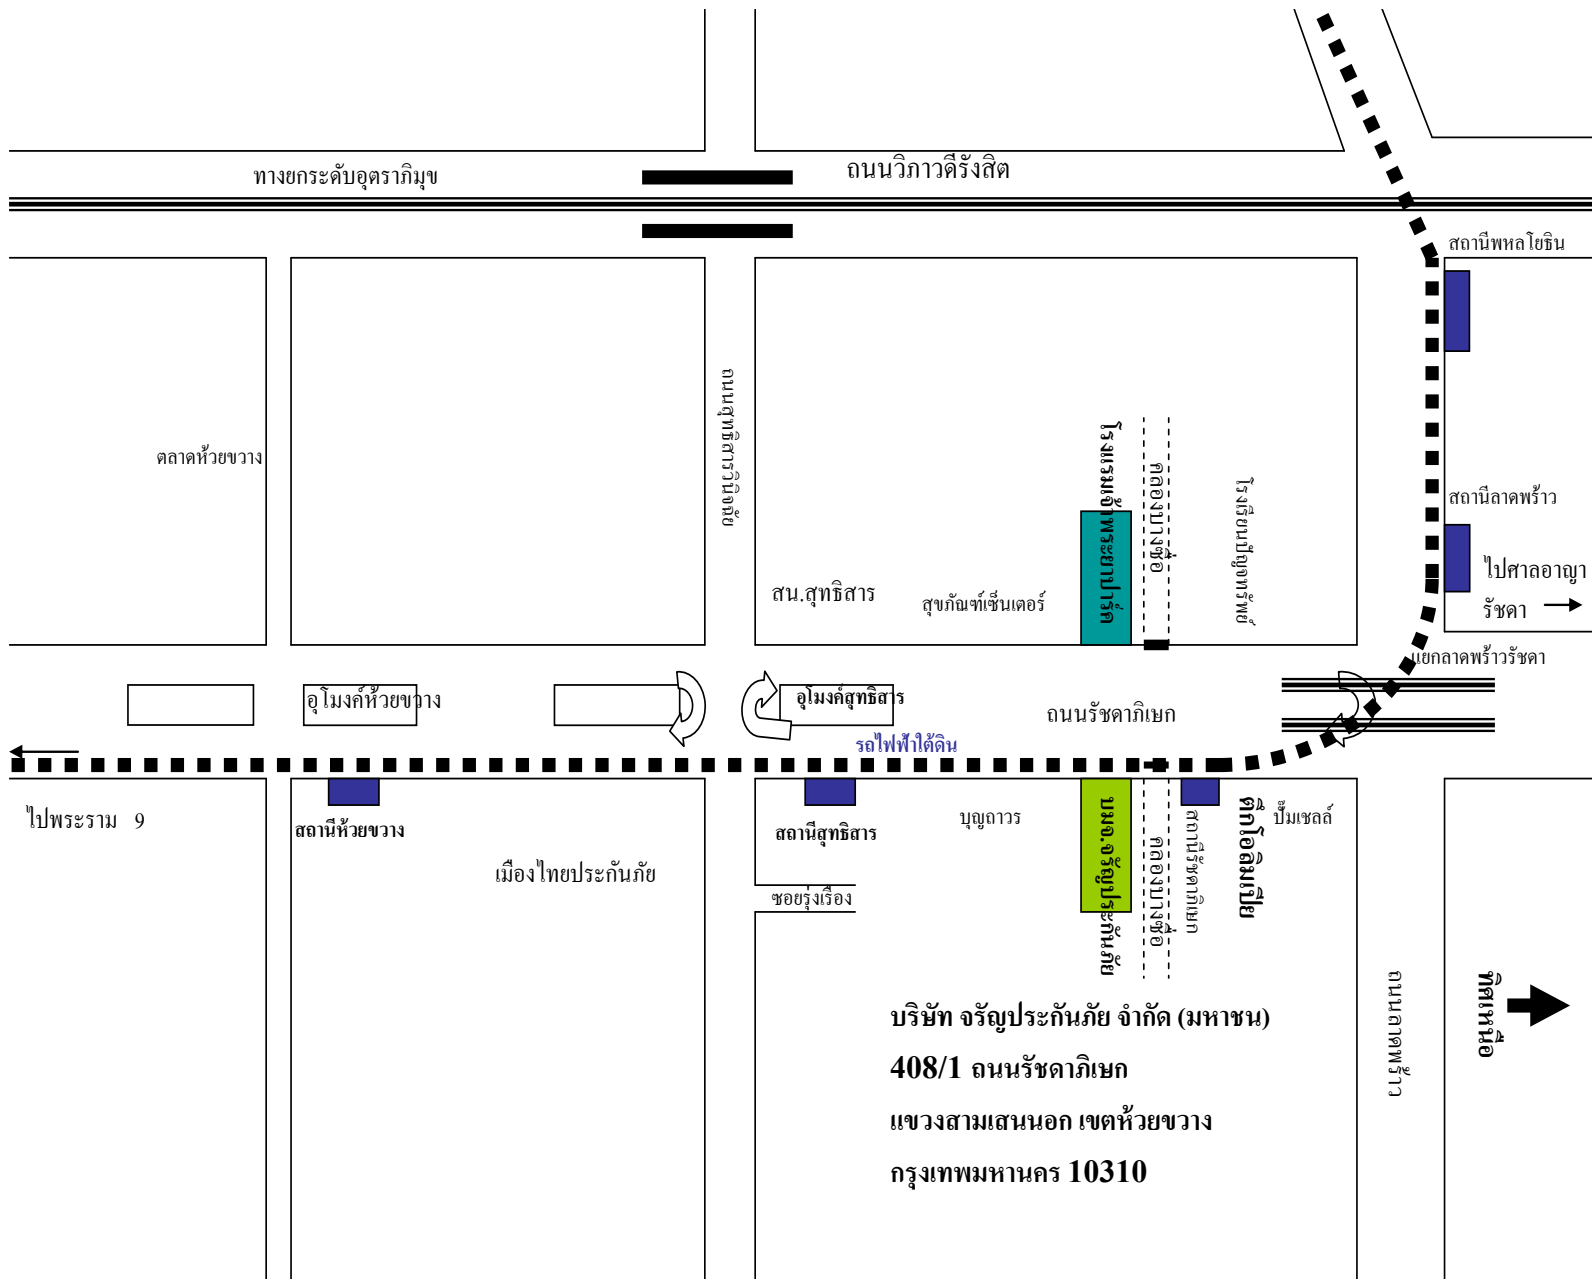 ทางยกระดับอุตราภิมุข
ถนนวิภาวดีรังสิต
สถานีพหลโยธิน
ถนนสุทธิสารวินิจฉัย
ตลาดห้วยขวาง
โรงแรมเจ้าพระยาปาร์ค
คลองบางซื่อ
โรงเรียนปัญจทรัพย์
สถานีลาดพร้าว
ไปศาลอาญา
รัชดา
สน.สุทธิสาร
สุขภัณฑ์เซ็นเตอร์
แยกลาดพร้าวรัชดา
อุโมงค์ห้วยขวาง
อุโมงค์สุทธิสาร
ถนนรัชดาภิเษก
รถไฟฟ้าใต้ดิน
ไปพระราม 9
สถานีห้วยขวาง
สถานีสุทธิสาร
บุญถาวร
บมจ.จรัญประกันภัย
คลองบางซื่อ
สถานีรัชดาภิเษก
ตึกโอลิมเปีย
ปั๊มเชลล์
เมืองไทยประกันภัย
ซอยรุ่งเรือง
ถนนลาดพร้าว
ทิศเหนือ
บริษัท จรัญประกันภัย จำกัด (มหาชน)
408/1 ถนนรัชดาภิเษก
แขวงสามเสนนอก เขตห้วยขวาง
กรุงเทพมหานคร 10310